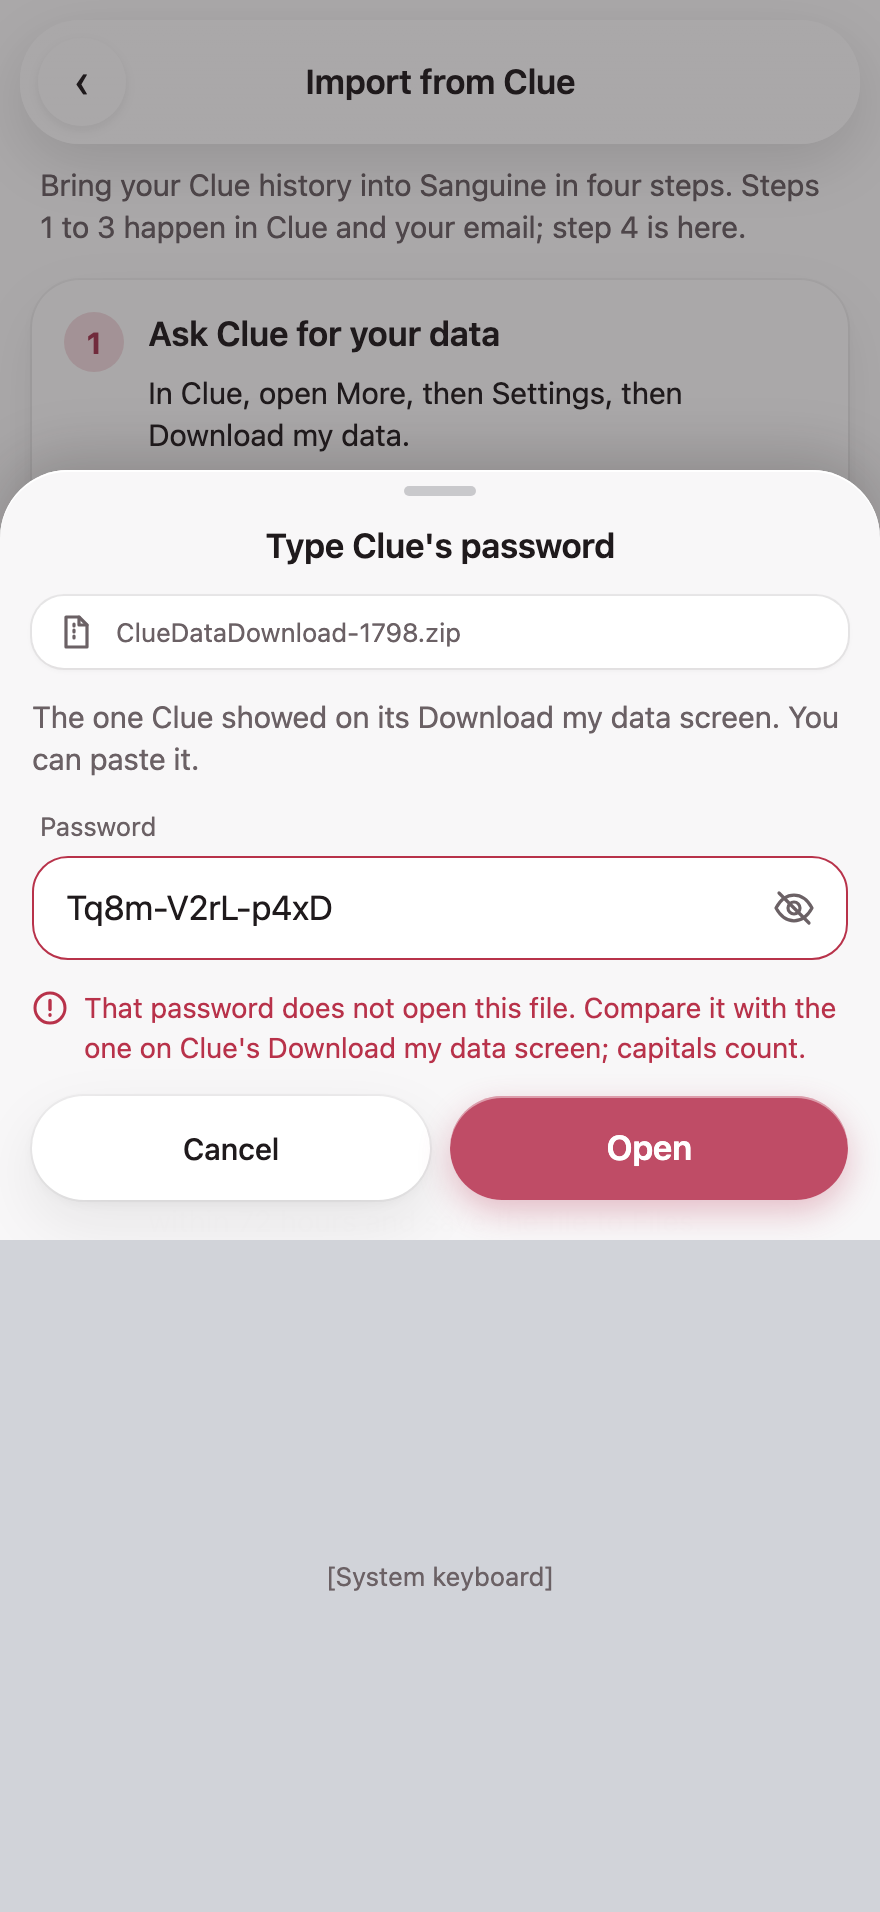 ‹
Import from Clue
Bring your Clue history into Sanguine in four steps. Steps
1 to 3 happen in Clue and your email; step 4 is here.
1
Ask Clue for your data
In Clue, open More, then Settings, then
Download my data.
Type Clue's password
ClueDataDownload-1798.zip
The one Clue showed on its Download my data screen. You
can paste it.
Password
Tq8m-V2rL-p4xD
That password does not open this file. Compare it with the
one on Clue's Download my data screen; capitals count.
Cancel
Open
[System keyboard]